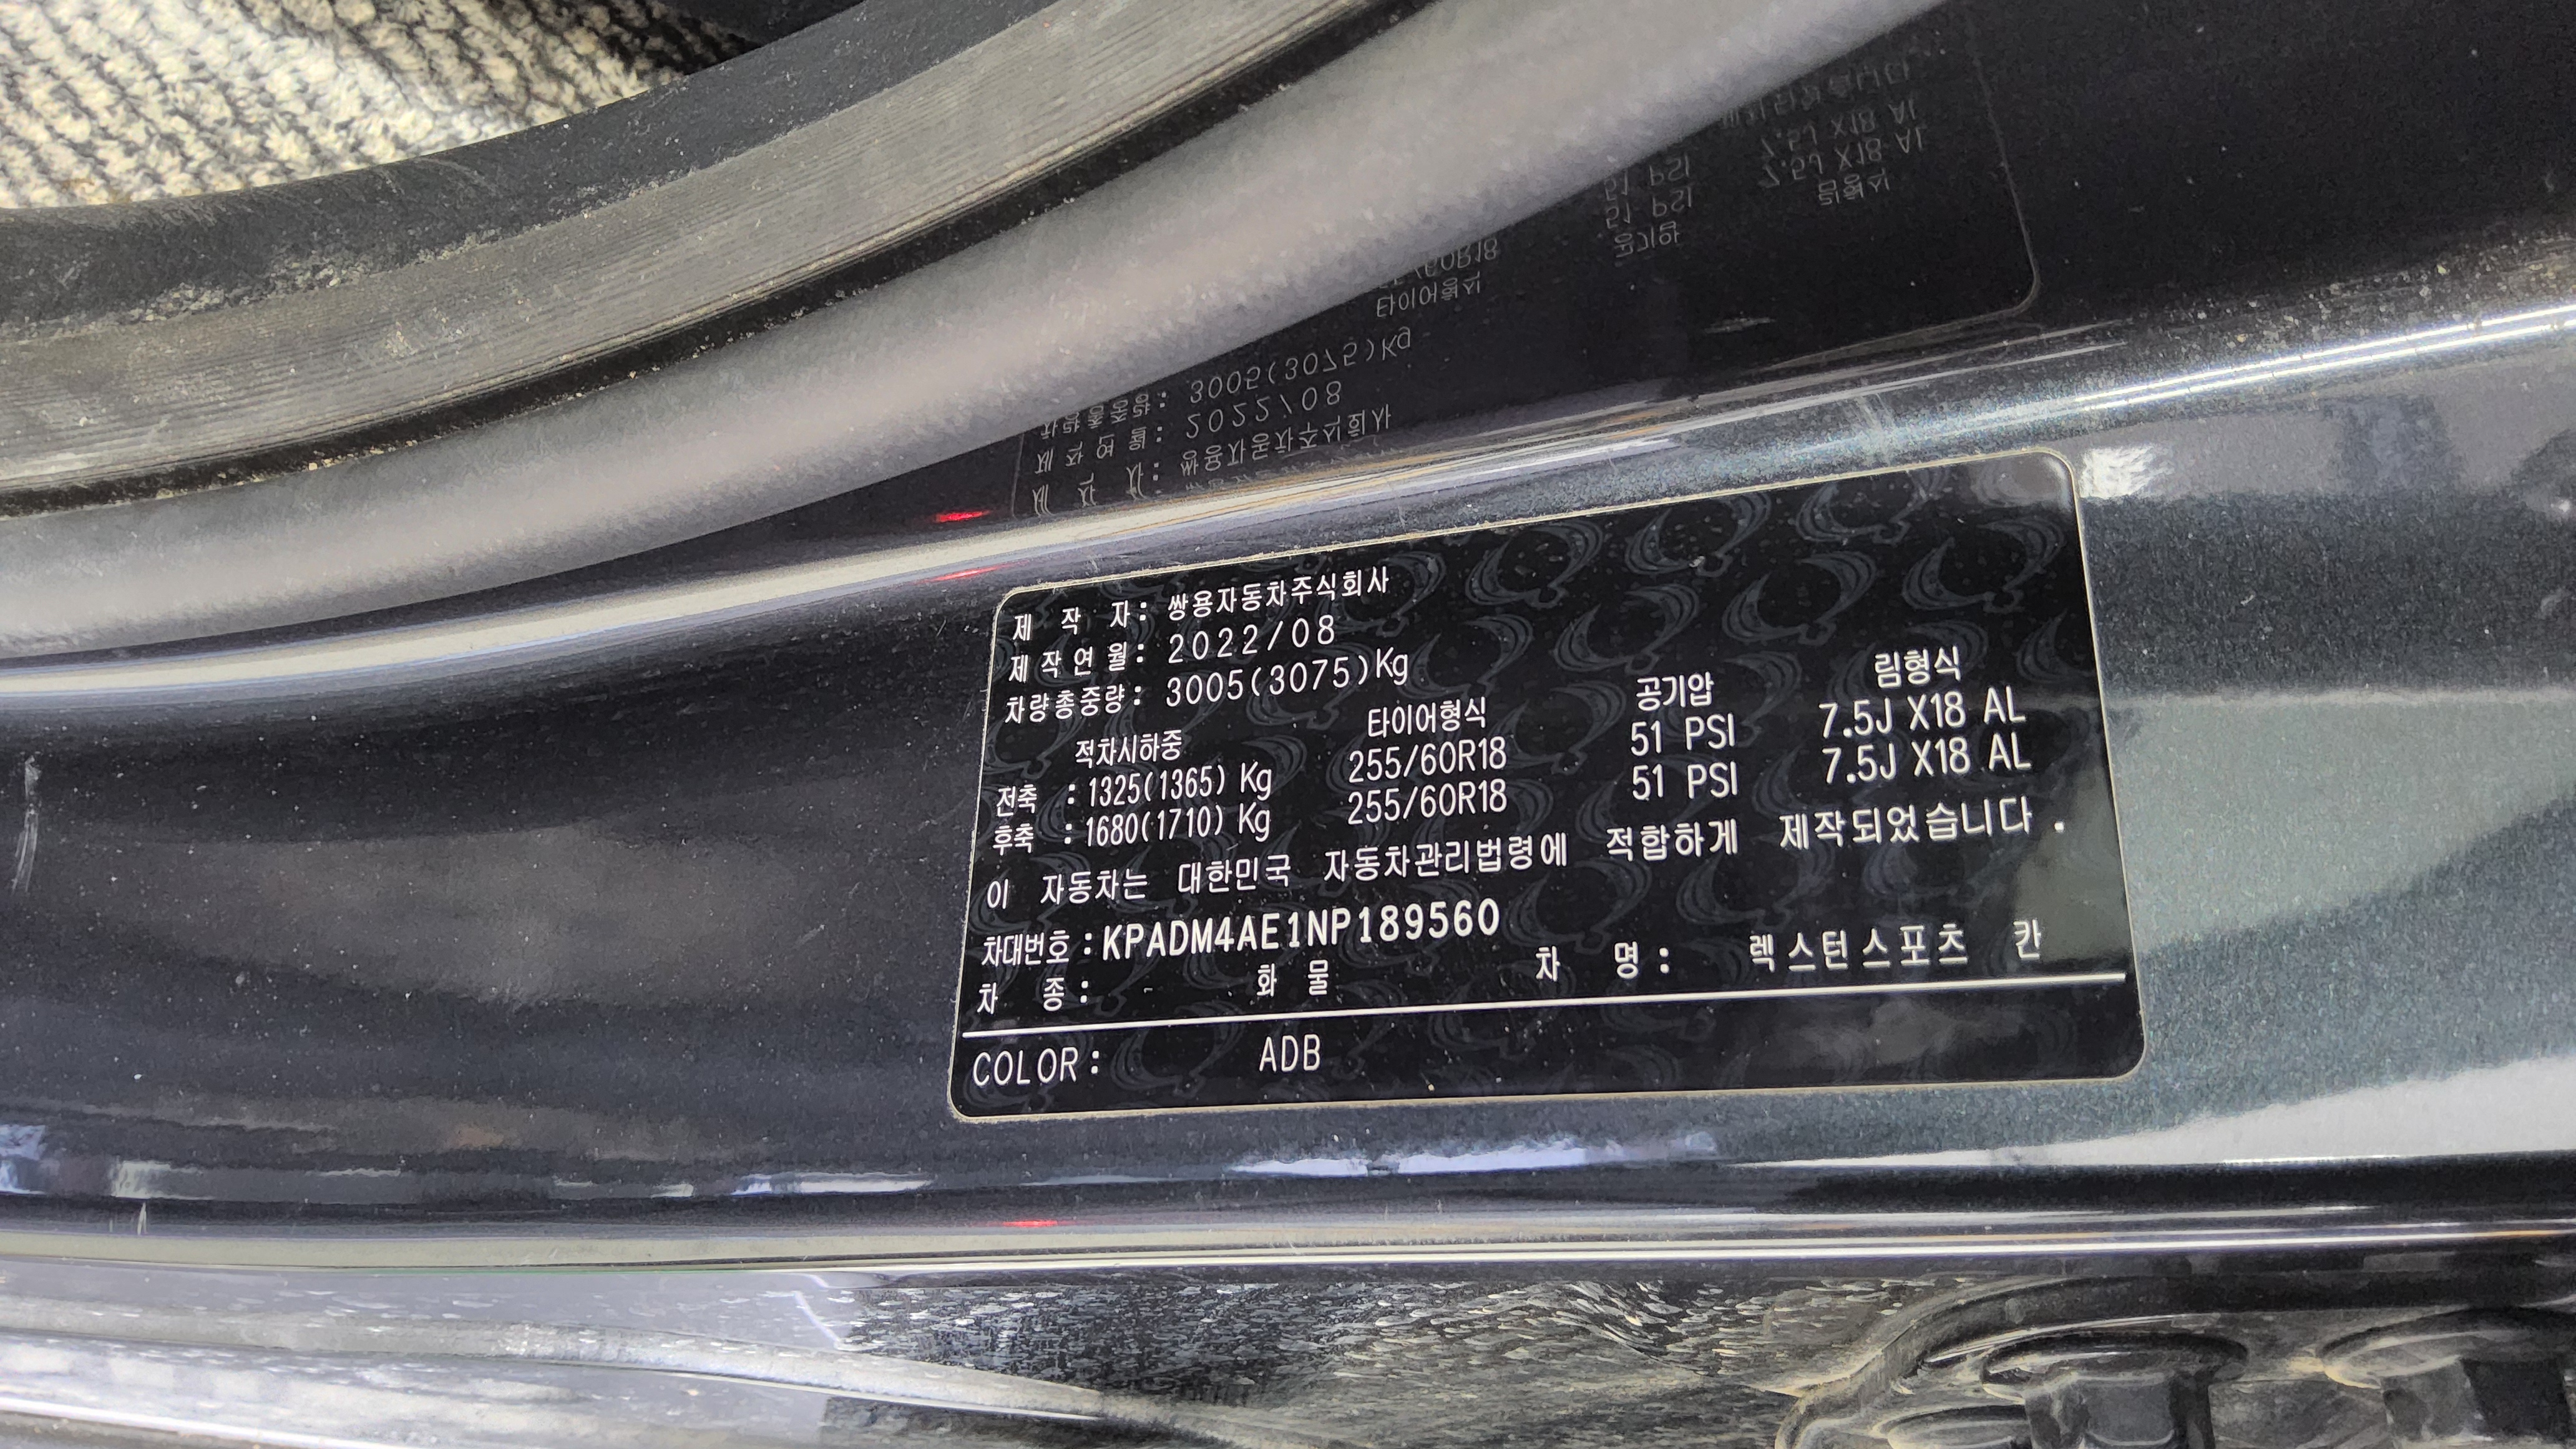 제 작 자: 쌍용자동차주식회사
제작연월: 2022/08
차량총중량: 3005(3075)Kg
적차시하중 타이어형식 공기압 림형식
전축 : 1325(1365) Kg 255/60R18 51 PSI 7.5J X18 AL
후축 : 1680(1710) Kg 255/60R18 51 PSI 7.5J X18 AL
이 자동차는 대한민국 자동차관리법령에 적합하게 제작되었습니다.
차대번호: KPADM4AE1NP189560
차 종: 화 물 차 명: 렉스턴스포츠 칸
COLOR: ADB